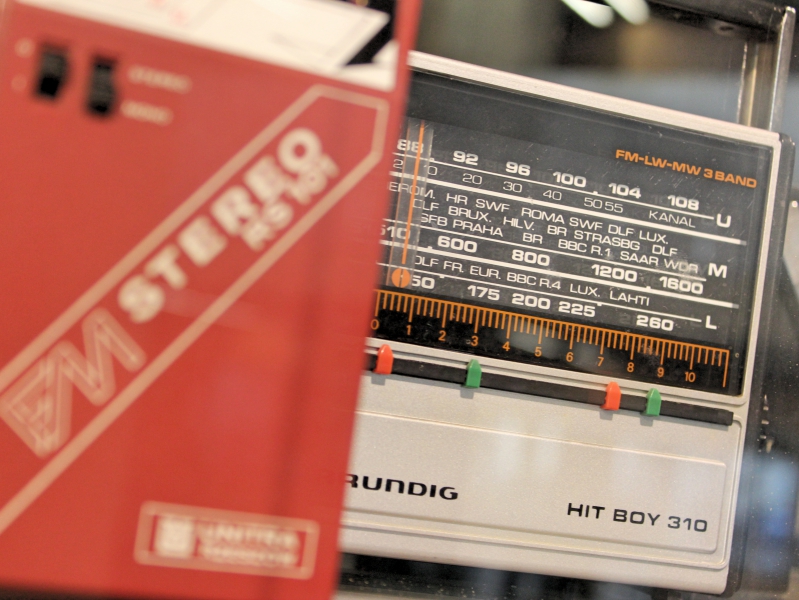 STEREO
FM STEREO
RS 101
UNITRA
FM-LW-MW 3 BAND
88 92 96 100 104 108
10 20 30 40 50 55 KANAL U
HR SWF ROMA SWF DLF LUX.
DLF BRUX. HILV. BR STRASBG DLF
SFB PRAHA BR BBC R.1 SAAR WDR M
510 600 800 1200 1600
DLF FR. EUR. BBC R.4 LUX. LAHTI
175 200 225 260 L
0 1 2 3 4 5 6 7 8 9 10
RUNDIG
HIT BOY 310